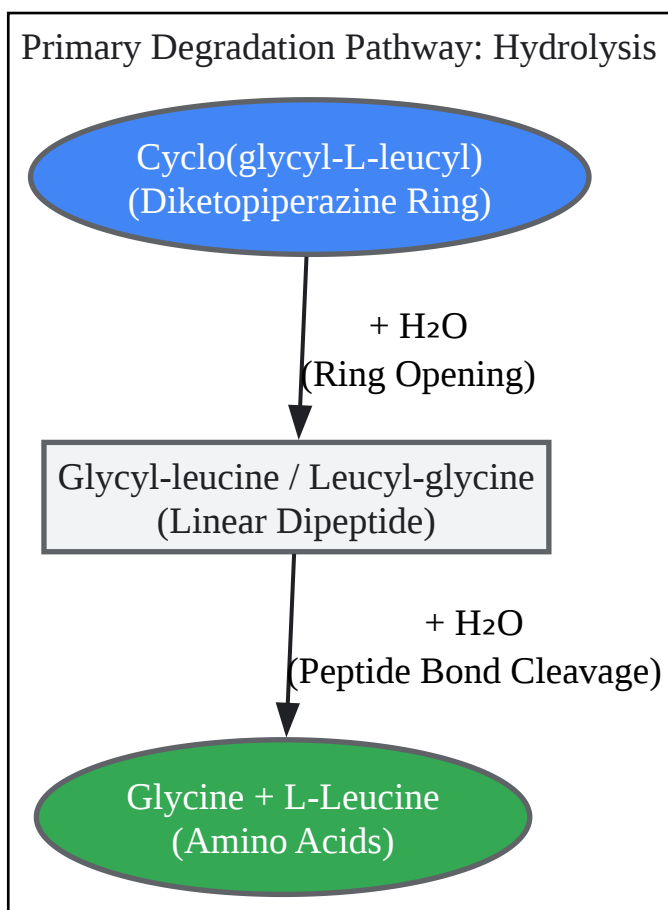 Primary Degradation Pathway: Hydrolysis
Cyclo(glycyl-L-leucyl)
(Diketopiperazine Ring)
+ H₂O
(Ring Opening)
Glycyl-leucine / Leucyl-glycine
(Linear Dipeptide)
+ H₂O
(Peptide Bond Cleavage)
Glycine + L-Leucine
(Amino Acids)